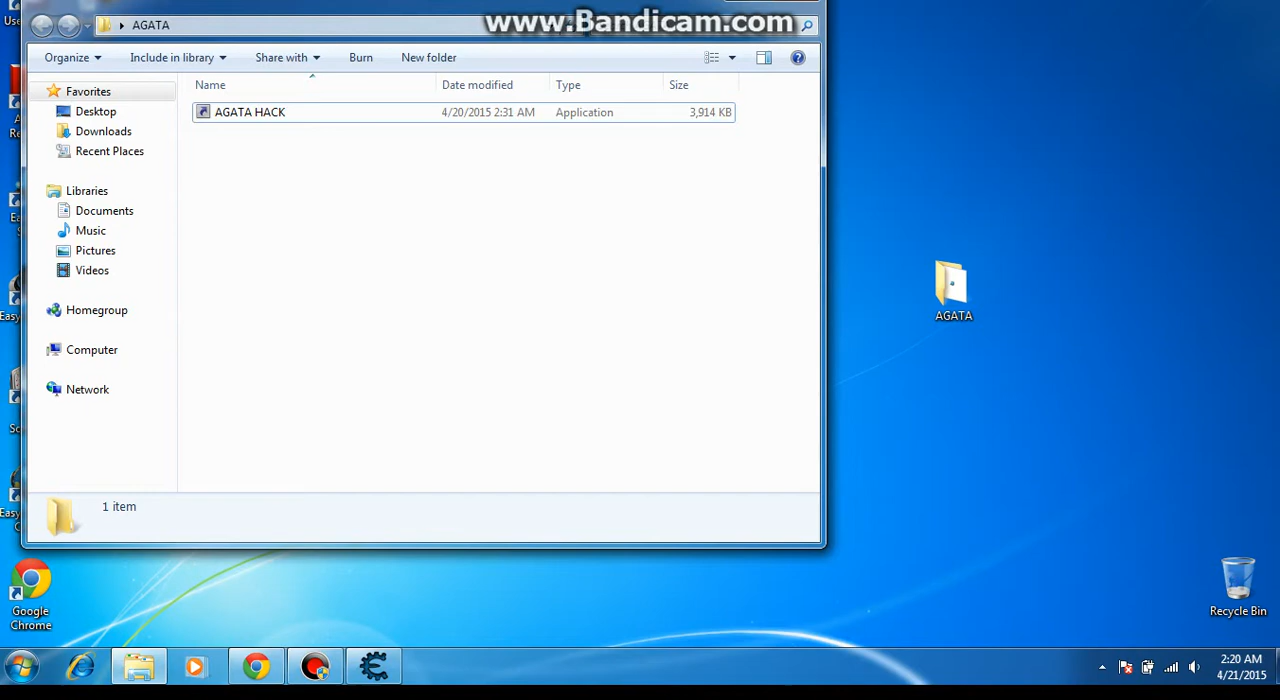 www.Bandicam.com
AGATA
Organize Include in library Share with Burn New folder
Name Date modified Type Size
Favorites
AGATA HACK 4/20/2015 2:31 AM Application 3,914 KB
Desktop
Downloads
Recent Places
Libraries
Documents
Music
Pictures
Videos
Homegroup
Computer
Network
1 item
AGATA
Google
Chrome
Recycle Bin
2:20 AM
4/21/2015